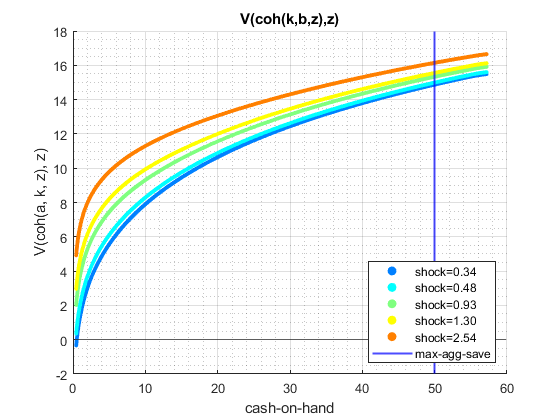 V(coh(k,b,z),z)
18
16
14
12
10
8
6
4
2
0
-2
V(coh(a, k, z), z)
0
10
20
30
40
50
60
cash-on-hand
shock=0.34
shock=0.48
shock=0.93
shock=1.30
shock=2.54
max-agg-save